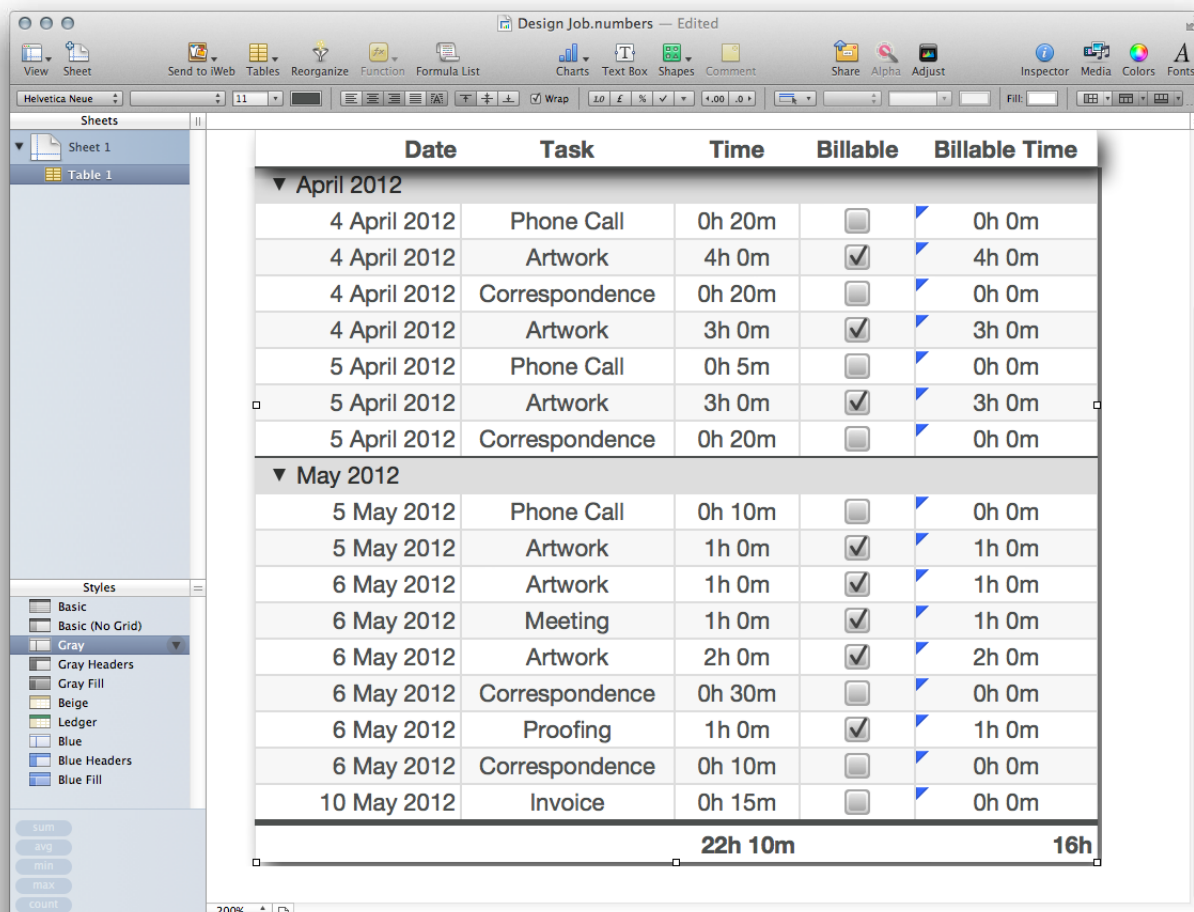 Design Job.numbers — Edited
View Sheet Send to iWeb Tables Reorganize Function Formula List Charts Text Box Shapes Comment Share Alpha Adjust Inspector Media Colors Fonts
Helvetica Neue 11 Wrap 1.0 £ % .00 .0 Fill:
Sheets
Sheet 1
Table 1
Date Task Time Billable Billable Time
April 2012
4 April 2012 Phone Call 0h 20m 0h 0m
4 April 2012 Artwork 4h 0m 4h 0m
4 April 2012 Correspondence 0h 20m 0h 0m
4 April 2012 Artwork 3h 0m 3h 0m
5 April 2012 Phone Call 0h 5m 0h 0m
5 April 2012 Artwork 3h 0m 3h 0m
5 April 2012 Correspondence 0h 20m 0h 0m
May 2012
5 May 2012 Phone Call 0h 10m 0h 0m
5 May 2012 Artwork 1h 0m 1h 0m
6 May 2012 Artwork 1h 0m 1h 0m
6 May 2012 Meeting 1h 0m 1h 0m
6 May 2012 Artwork 2h 0m 2h 0m
6 May 2012 Correspondence 0h 30m 0h 0m
6 May 2012 Proofing 1h 0m 1h 0m
6 May 2012 Correspondence 0h 10m 0h 0m
10 May 2012 Invoice 0h 15m 0h 0m
22h 10m 16h
Styles
Basic
Basic (No Grid)
Gray
Gray Headers
Gray Fill
Beige
Ledger
Blue
Blue Headers
Blue Fill
sum
avg
min
max
count
200%